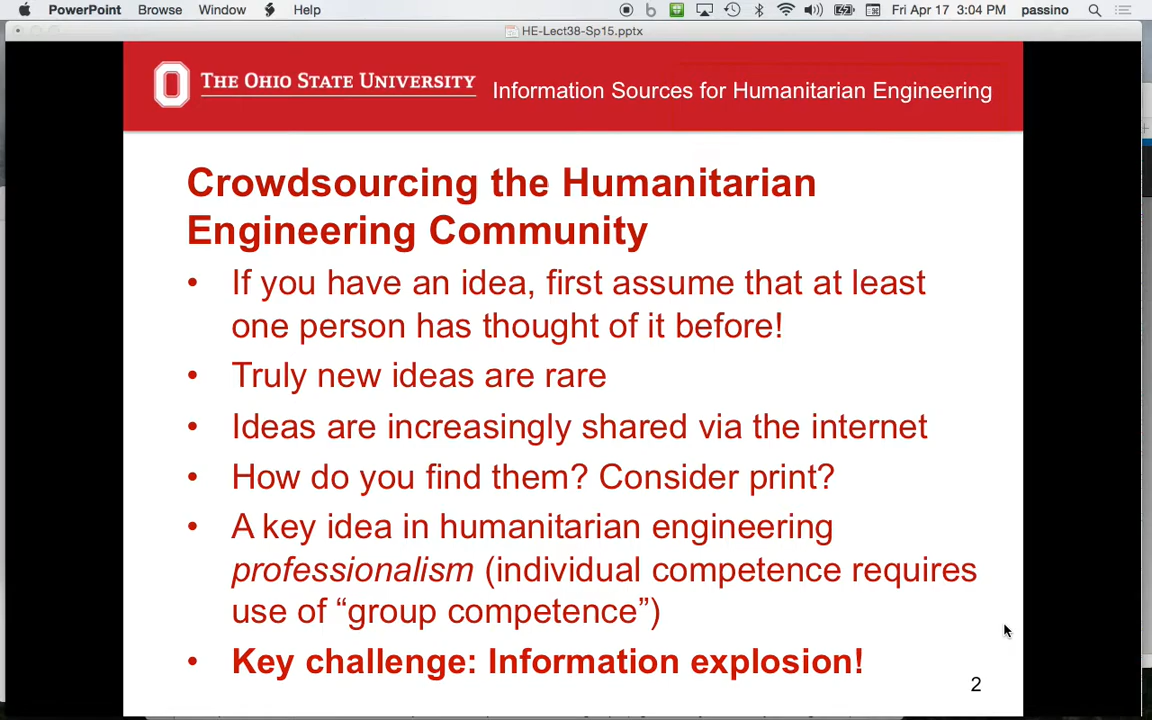 PowerPoint Browse Window Help Fri Apr 17 3:04 PM passino
HE-Lect38-Sp15.pptx
THE OHIO STATE UNIVERSITY Information Sources for Humanitarian Engineering
Crowdsourcing the Humanitarian
Engineering Community
• If you have an idea, first assume that at least
one person has thought of it before!
• Truly new ideas are rare
• Ideas are increasingly shared via the internet
• How do you find them? Consider print?
• A key idea in humanitarian engineering
professionalism (individual competence requires
use of “group competence”)
• Key challenge: Information explosion!
2